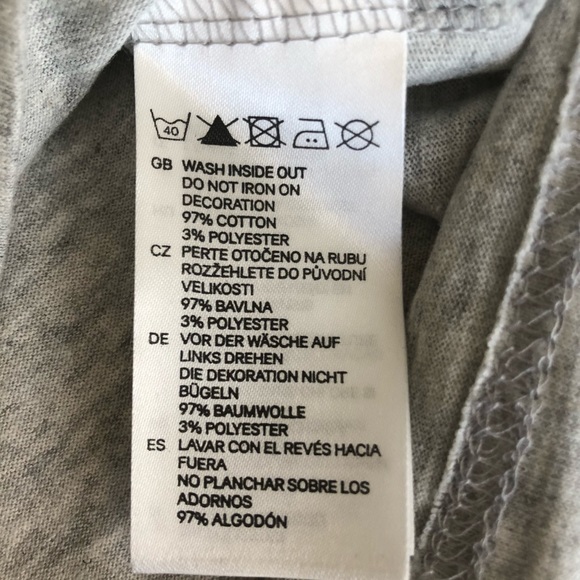 40
GB WASH INSIDE OUT
DO NOT IRON ON
DECORATION
97% COTTON
3% POLYESTER
CZ PERTE OTOČENO NA RUBU
ROZŽEHLETE DO PŮVODNÍ
VELIKOSTI
97% BAVLNA
3% POLYESTER
DE VOR DER WÄSCHE AUF
LINKS DREHEN
DIE DEKORATION NICHT
BÜGELN
97% BAUMWOLLE
3% POLYESTER
ES LAVAR CON EL REVÉS HACIA
FUERA
NO PLANCHAR SOBRE LOS
ADORNOS
97% ALGODÓN